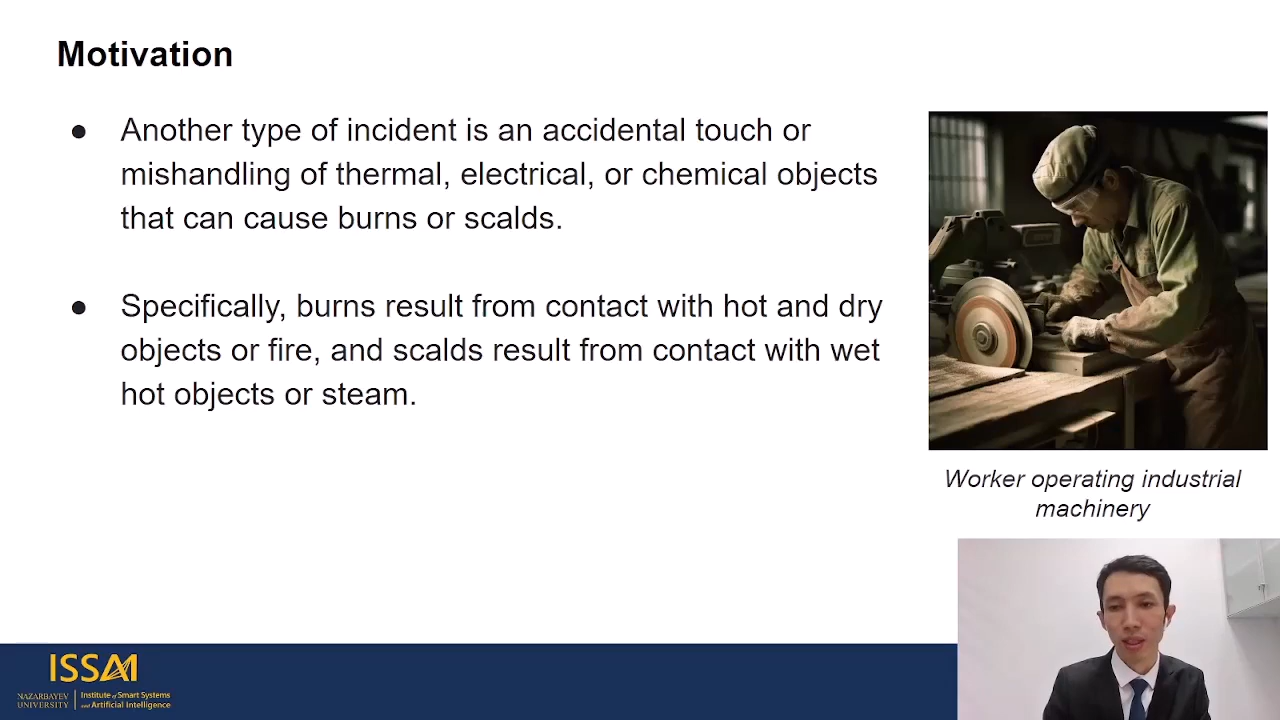 Motivation
● Another type of incident is an accidental touch or
mishandling of thermal, electrical, or chemical objects
that can cause burns or scalds.
● Specifically, burns result from contact with hot and dry
objects or fire, and scalds result from contact with wet
hot objects or steam.
Worker operating industrial
machinery
ISSAI
NAZARBAYEV
UNIVERSITY
Institute of Smart Systems
and Artificial Intelligence